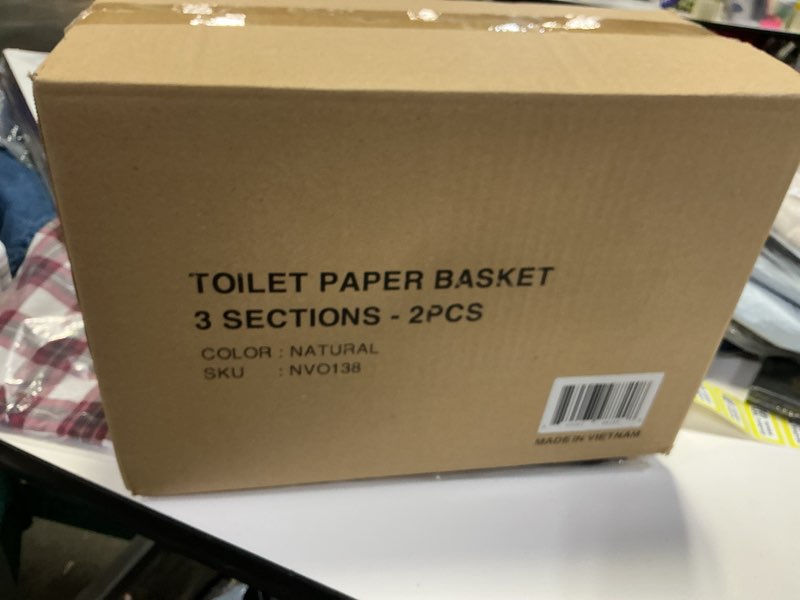 TOILET PAPER BASKET
3 SECTIONS - 2PCS
COLOR : NATURAL
SKU : NVO138
MADE IN VIETNAM